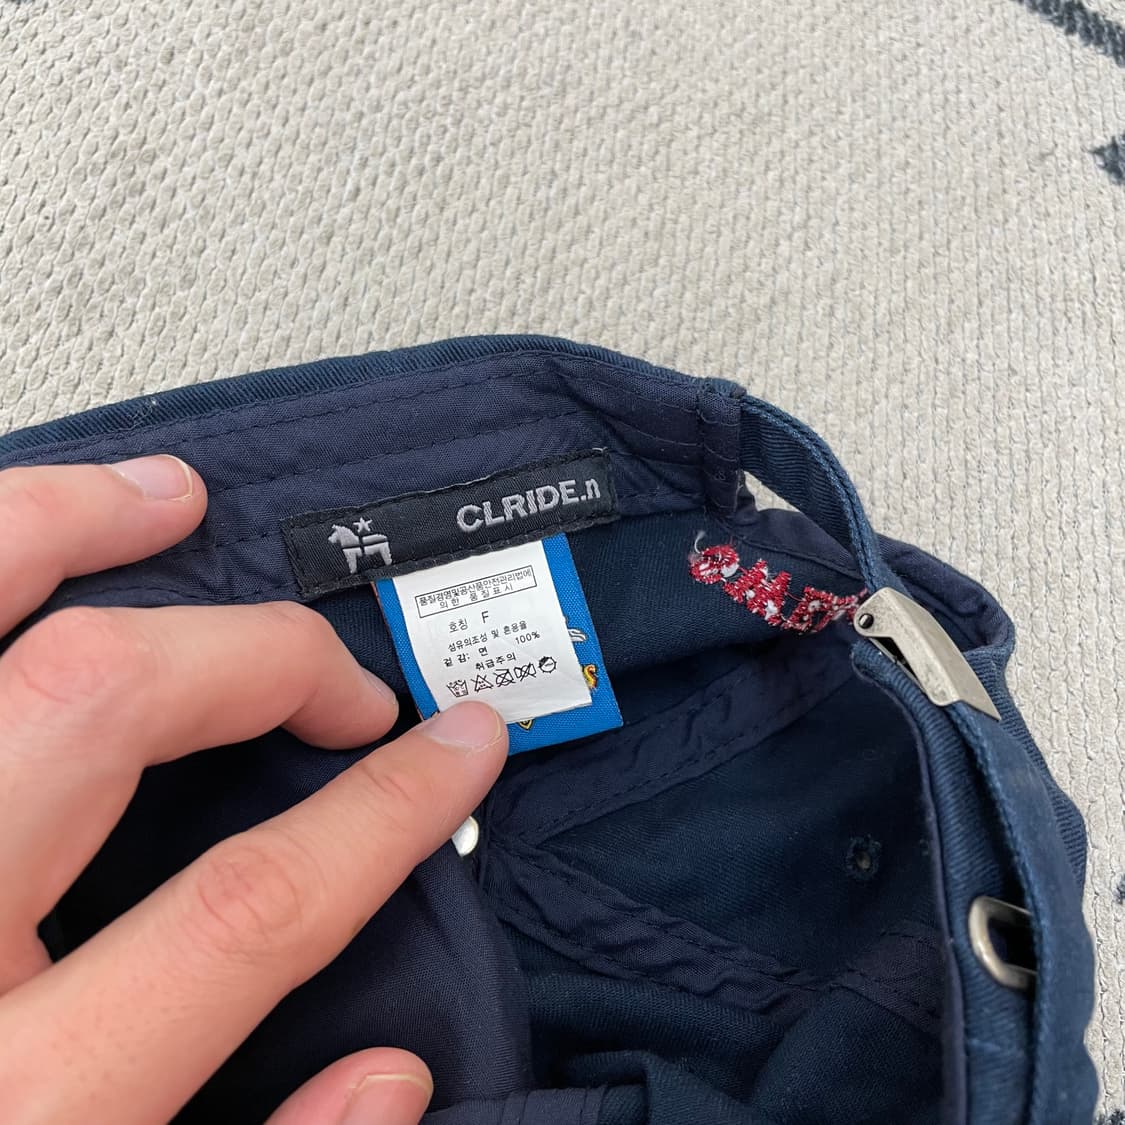 CLRIDE.n
품질경영및공산품안전관리법에
의한 품질표시
호칭 F
섬유의조성 및 혼용율
겉감: 면 100%
취급주의